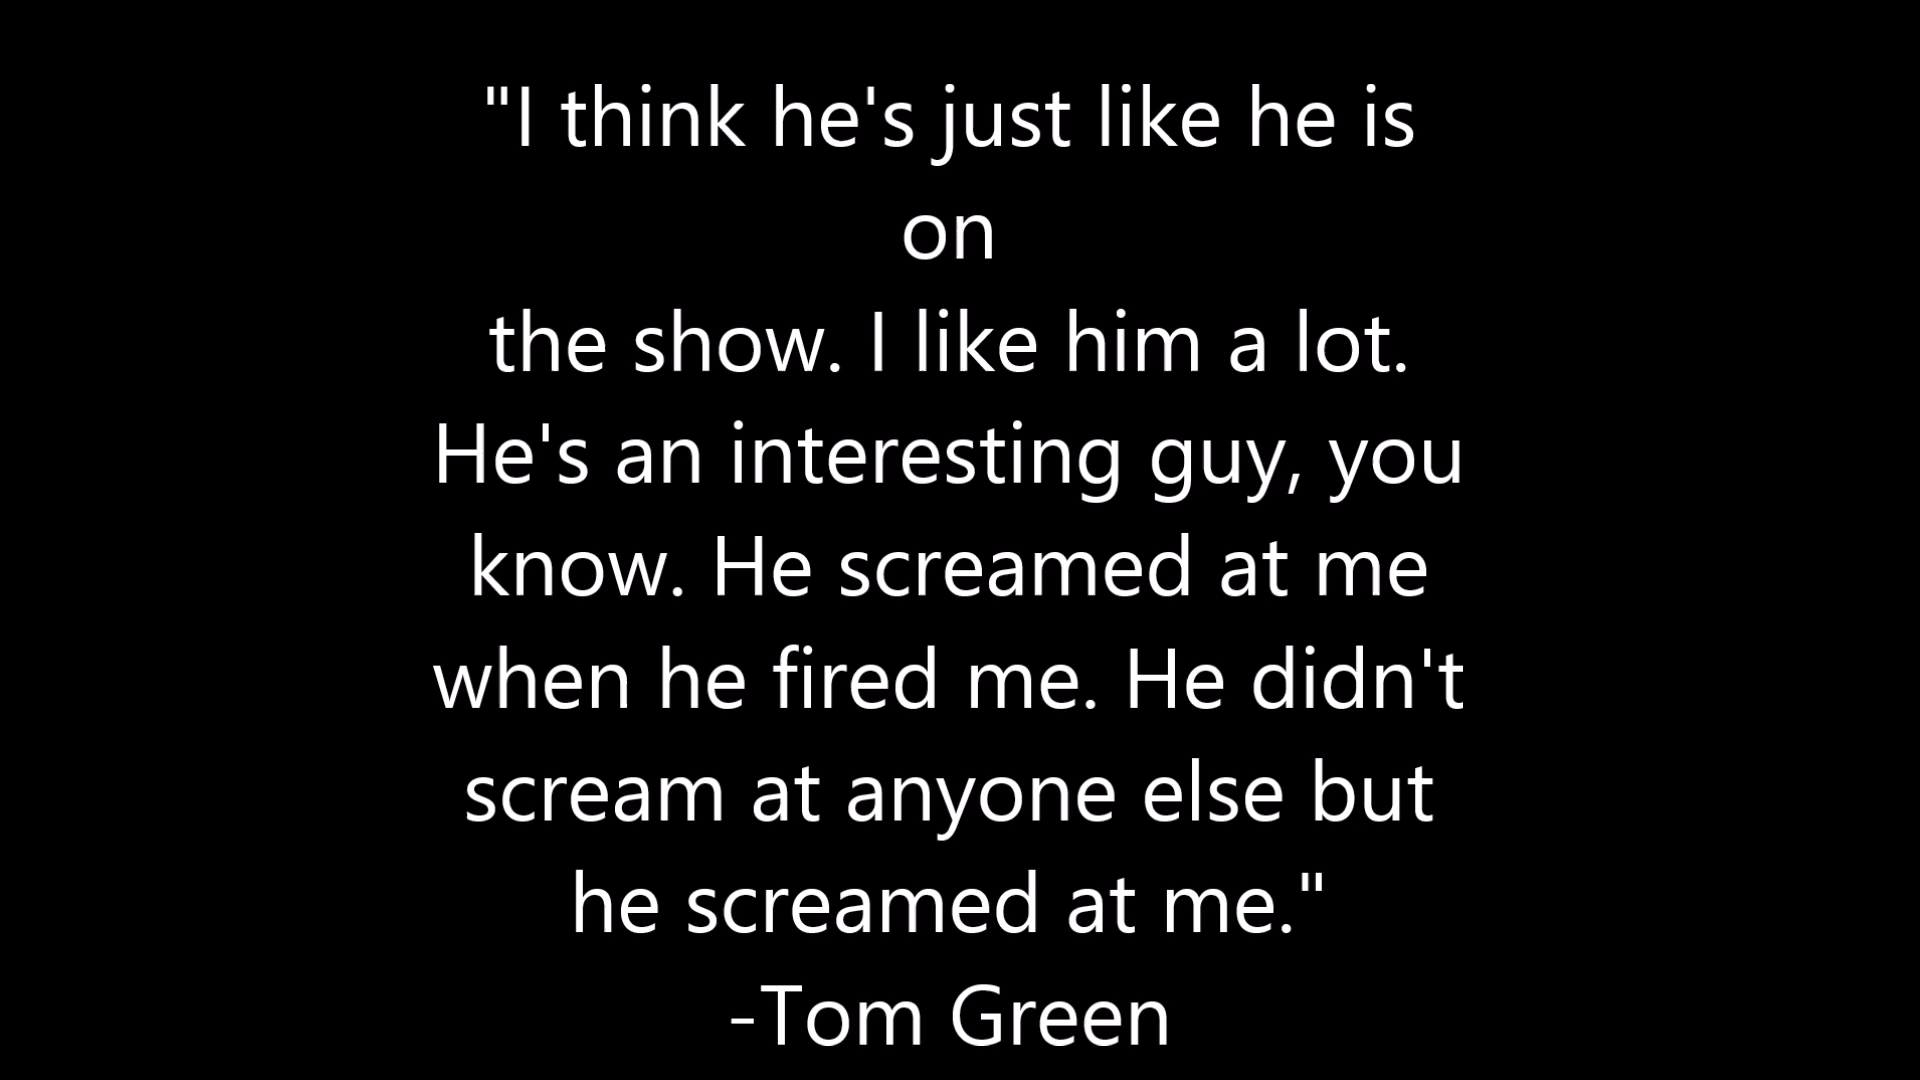 "I think he's just like he is
on
the show. I like him a lot.
He's an interesting guy, you
know. He screamed at me
when he fired me. He didn't
scream at anyone else but
he screamed at me."
-Tom Green